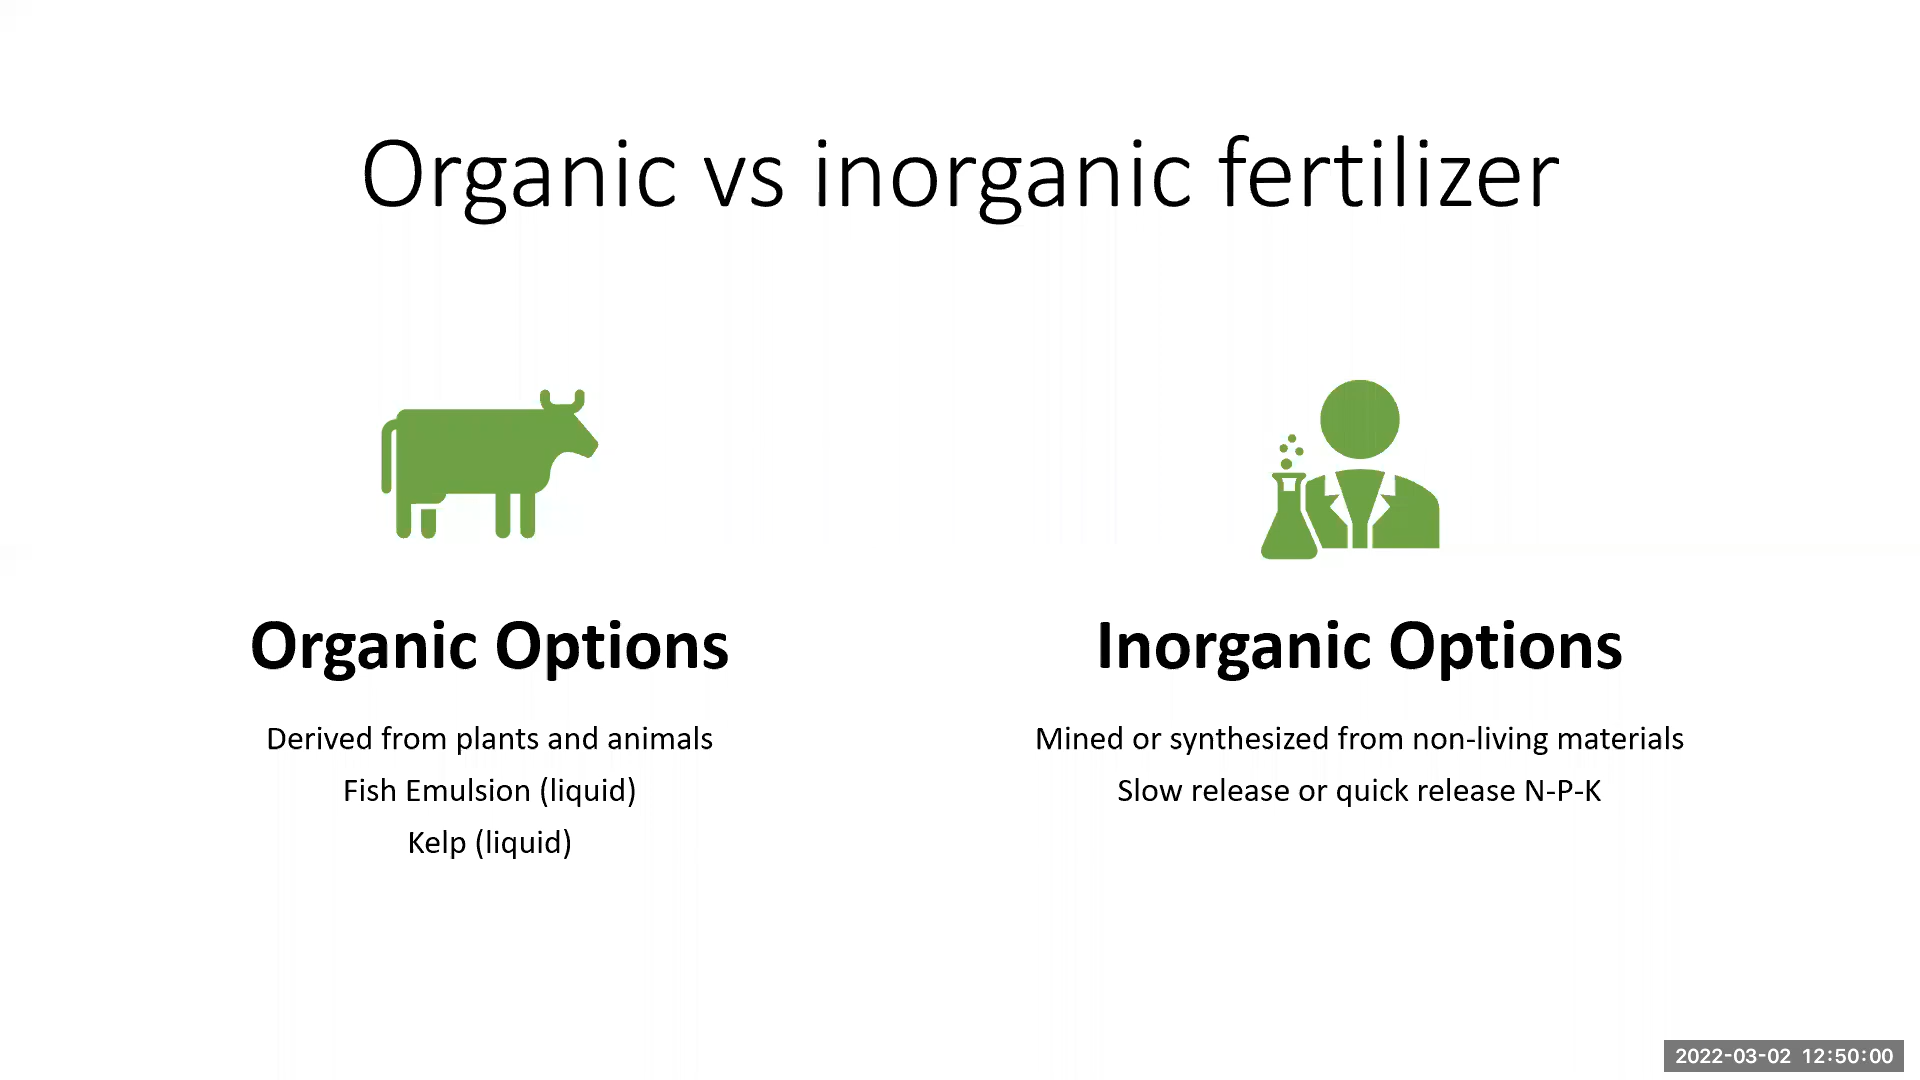 Organic vs inorganic fertilizer
Organic Options
Derived from plants and animals
Fish Emulsion (liquid)
Kelp (liquid)
Inorganic Options
Mined or synthesized from non-living materials
Slow release or quick release N-P-K
2022-03-02 12:50:00